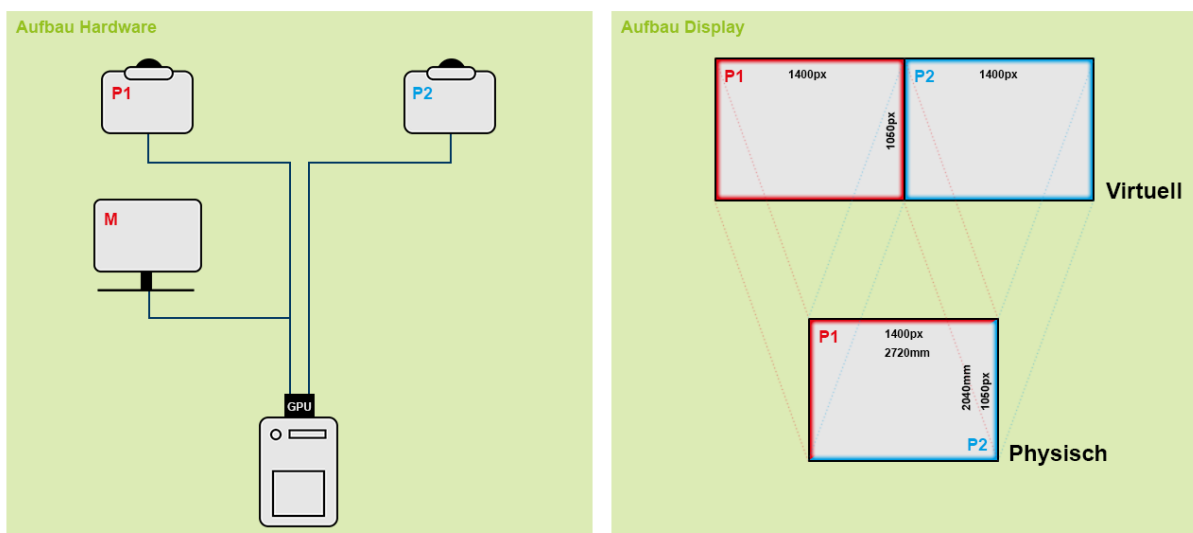 Aufbau Hardware
P1
P2
M
GPU
Aufbau Display
P1
1400px
P2
1400px
1050px
Virtuell
P1
1400px
2720mm
2040mm
1050px
P2
Physisch